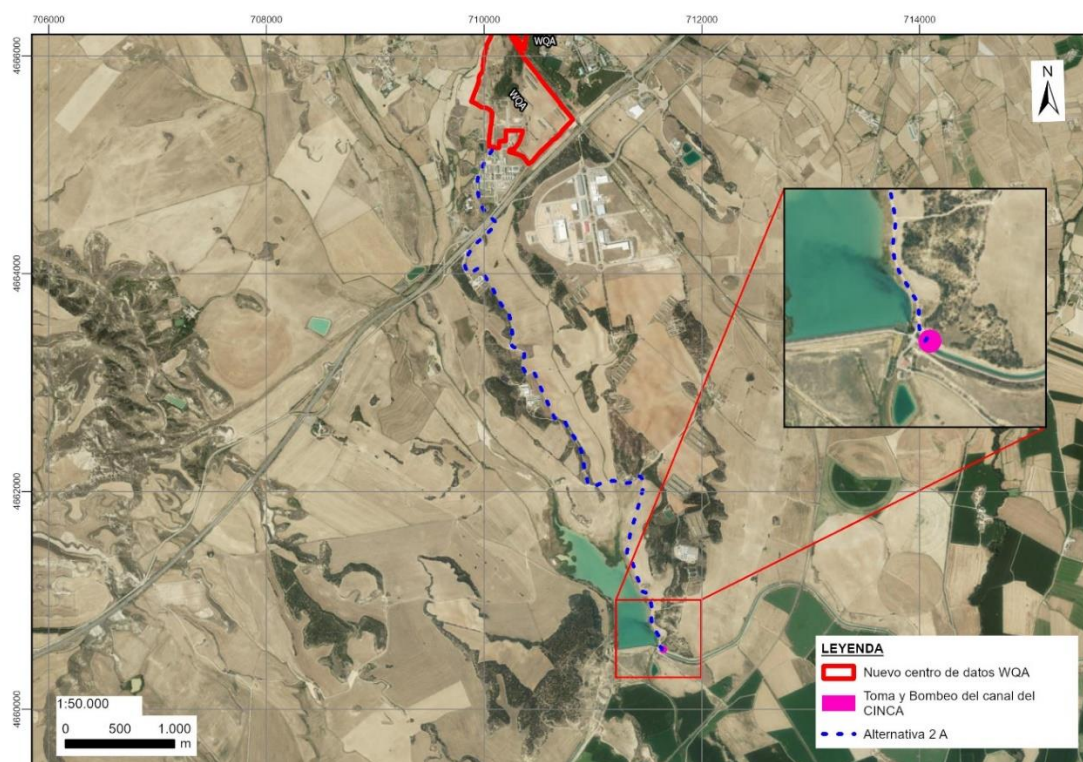 706000
708000
710000
712000
714000
WQA
4666000
WQA
N
4664000
4662000
4660000
1:50.000
0 500 1.000
m
LEYENDA
Nuevo centro de datos WQA
Toma y Bombeo del canal del
CINCA
Alternativa 2 A